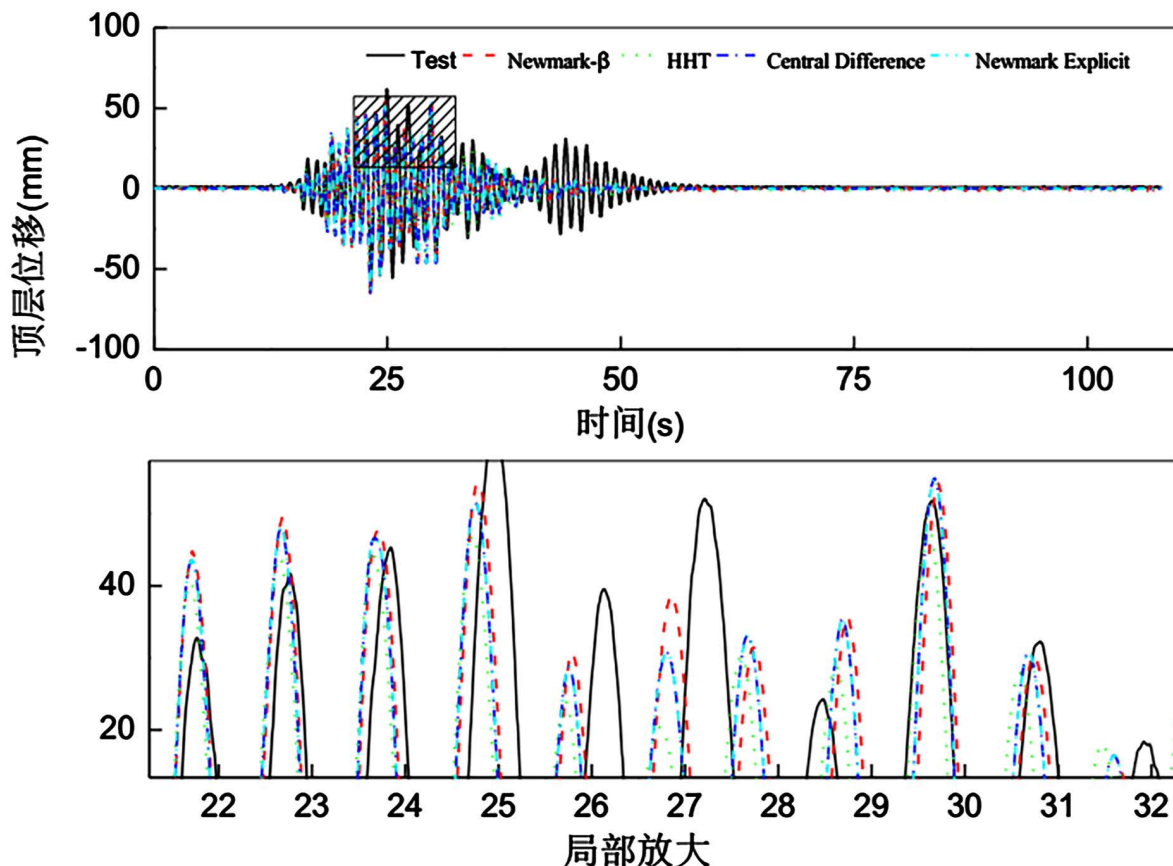 100
Test Newmark-β HHT Central Difference Newmark Explicit
50
0
-50
-100
顶层位移(mm)
0 25 50 75 100
时间(s)
40
20
22 23 24 25 26 27 28 29 30 31 32
局部放大